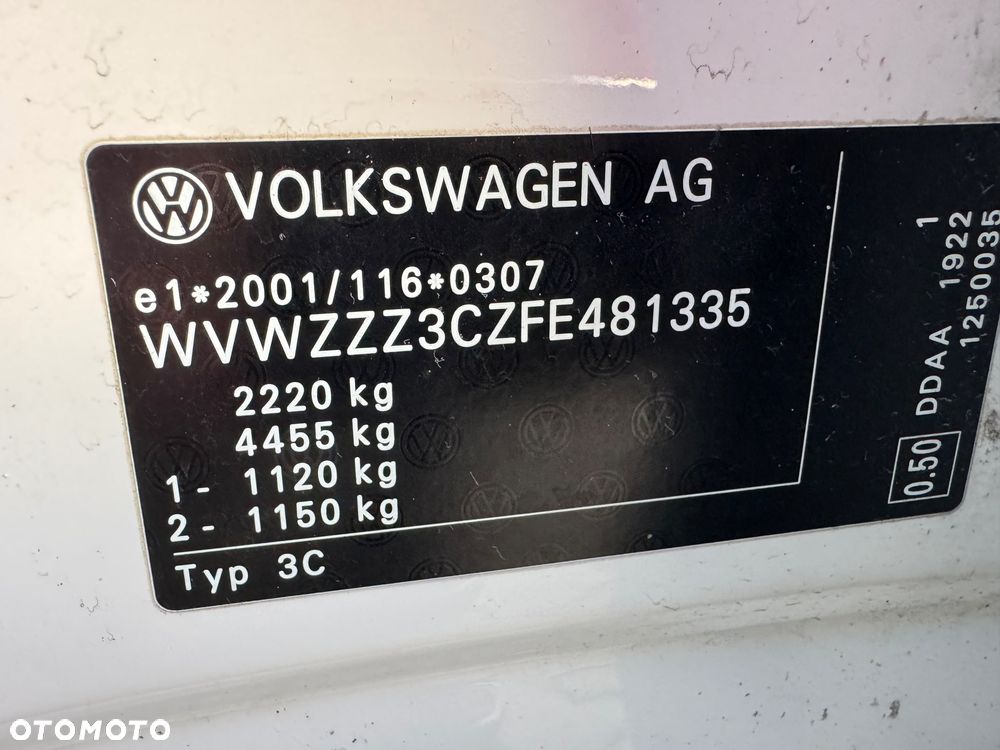 VOLKSWAGEN AG
e1*2001/116*0307
WVWZZZ3CZFE481335
2220 kg
4455 kg
1- 1120 kg
2- 1150 kg
Typ 3C
0.50 DDAA 1922 1
1250035
OTOMOTO